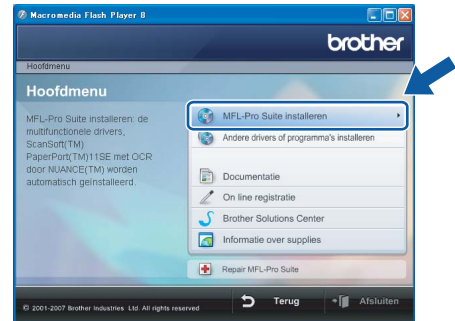 Macromedia Flash Player 8
brother
Hoofdmenu
Hoofdmenu
MFL-Pro Suite installeren: de
multifunctionele drivers,
ScanSoft(TM)
PaperPort(TM)11SE met OCR
door NUANCE(TM) worden
automatisch geïnstalleerd.
MFL-Pro Suite installeren
Andere drivers of programma's installeren
Documentatie
On line registratie
Brother Solutions Center
Informatie over supplies
Repair MFL-Pro Suite
© 2001-2007 Brother Industries Ltd. All rights reserved
Terug
Afsluiten